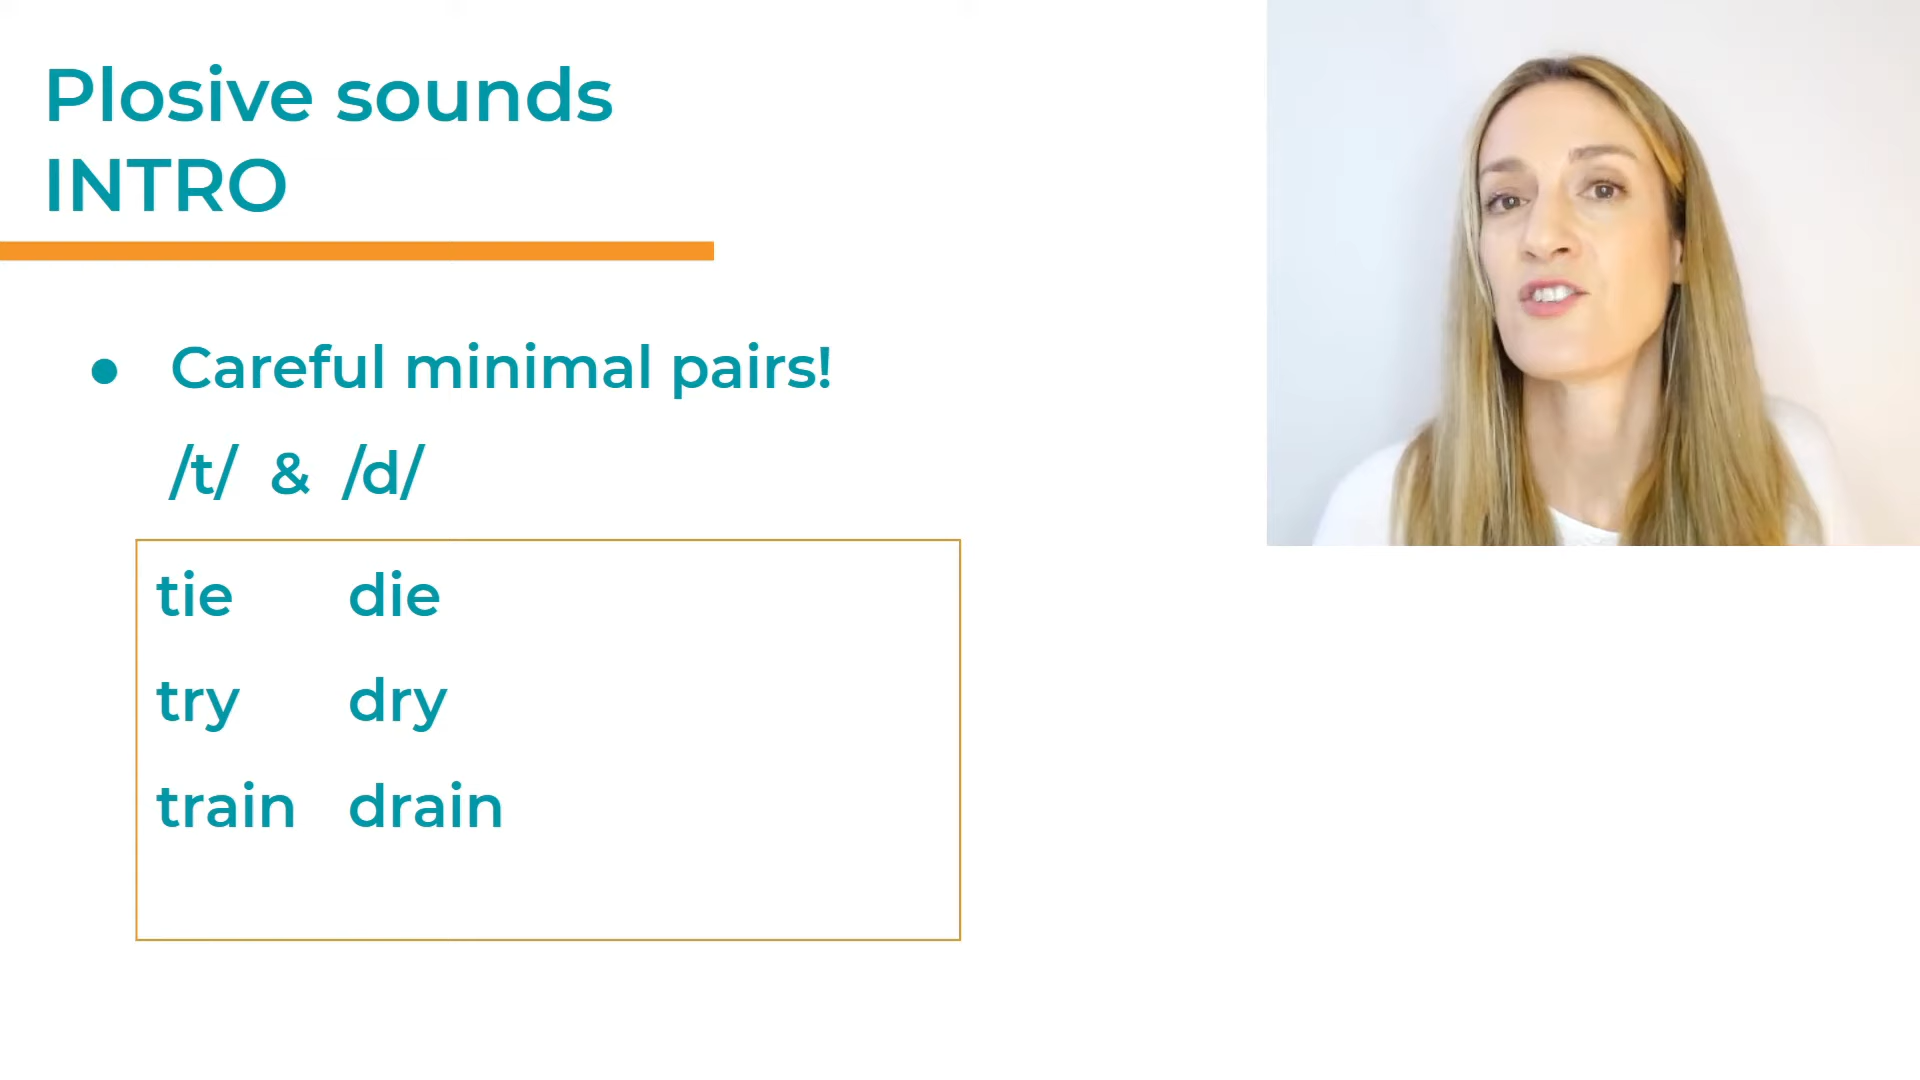 Plosive sounds
INTRO
● Careful minimal pairs!
/t/ & /d/
tie die
try dry
train drain